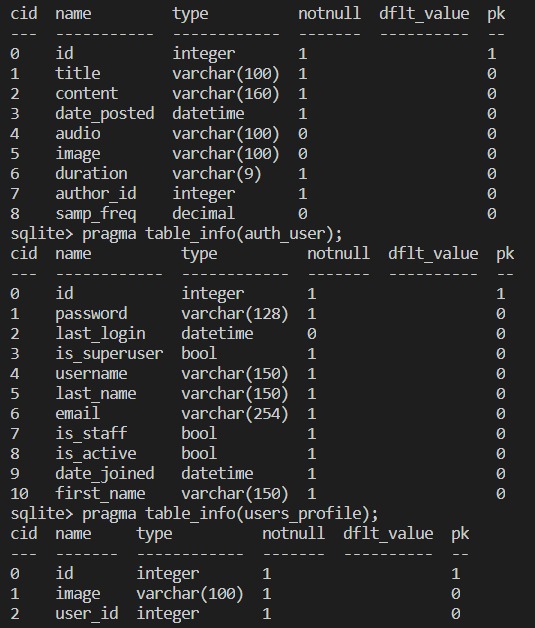 cid  name         type          notnull  dflt_value  pk
---  -----------  ------------  -------  ----------  --
0    id           integer       1                    1
1    title        varchar(100)  1                    0
2    content      varchar(160)  1                    0
3    date_posted  datetime      1                    0
4    audio        varchar(100)  0                    0
5    image        varchar(100)  0                    0
6    duration     varchar(9)    1                    0
7    author_id    integer       1                    0
8    samp_freq    decimal       0                    0
sqlite> pragma table_info(auth_user);
cid  name          type          notnull  dflt_value  pk
---  ------------  ------------  -------  ----------  --
0    id            integer       1                    1
1    password      varchar(128)  1                    0
2    last_login    datetime      0                    0
3    is_superuser  bool          1                    0
4    username      varchar(150)  1                    0
5    last_name     varchar(150)  1                    0
6    email         varchar(254)  1                    0
7    is_staff      bool          1                    0
8    is_active     bool          1                    0
9    date_joined   datetime      1                    0
10   first_name    varchar(150)  1                    0
sqlite> pragma table_info(users_profile);
cid  name     type          notnull  dflt_value  pk
---  -------  ------------  -------  ----------  --
0    id       integer       1                    1
1    image    varchar(100)  1                    0
2    user_id  integer       1                    0